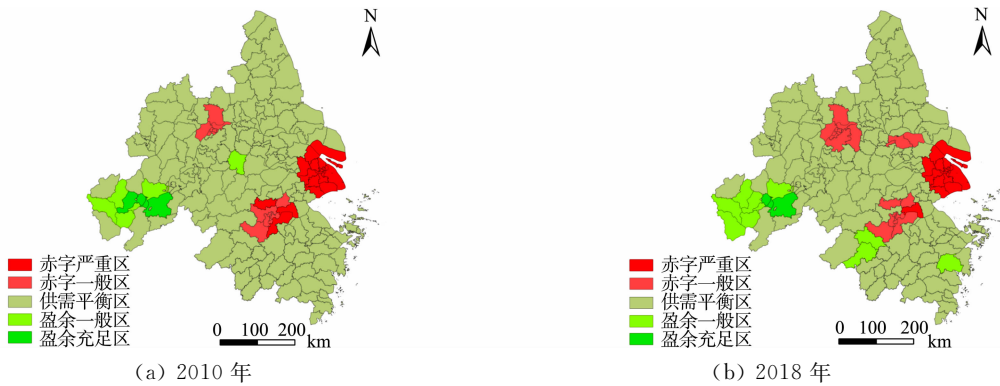 N
赤字严重区
赤字一般区
供需平衡区
盈余一般区
盈余充足区
0 100 200
km
(a) 2010 年
N
赤字严重区
赤字一般区
供需平衡区
盈余一般区
盈余充足区
0 100 200
km
(b) 2018 年